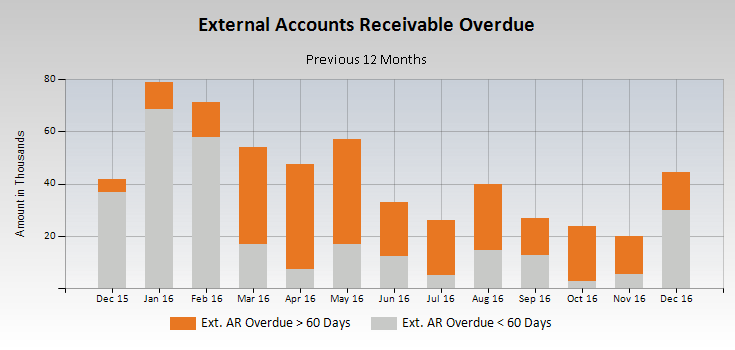 External Accounts Receivable Overdue
Previous 12 Months
Amount in Thousands
80
60
40
20
Dec 15 Jan 16 Feb 16 Mar 16 Apr 16 May 16 Jun 16 Jul 16 Aug 16 Sep 16 Oct 16 Nov 16 Dec 16
Ext. AR Overdue > 60 Days Ext. AR Overdue < 60 Days